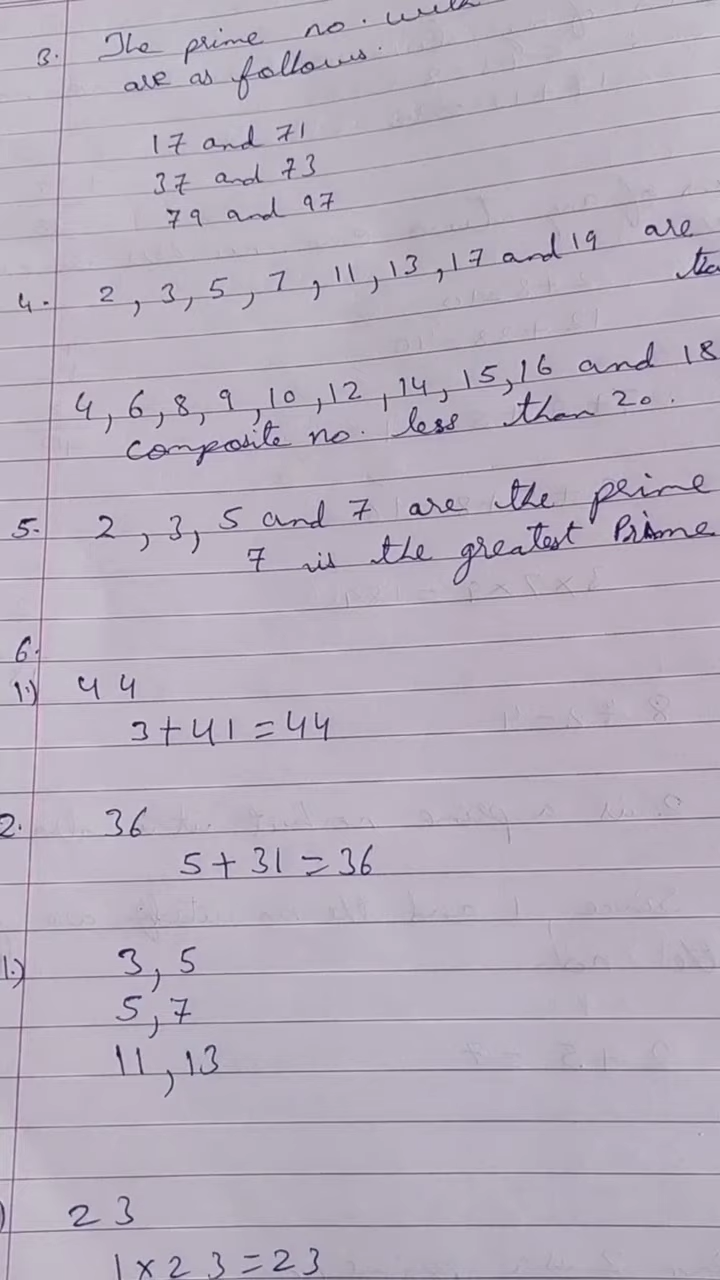 3. The prime no. with
are as follows.
17 and 71
37 and 73
79 and 97
4. 2, 3, 5, 7, 11, 13, 17 and 19 are
4, 6, 8, 9, 10, 12, 14, 15, 16 and 18
composite no. less than 20.
5. 2, 3, 5 and 7 are the prime
7 is the greatest Prime
6.
1.) 44
3 + 41 = 44
2. 36
5 + 31 = 36
1.) 3, 5
5, 7
11, 13
) 23
1 x 23 = 23